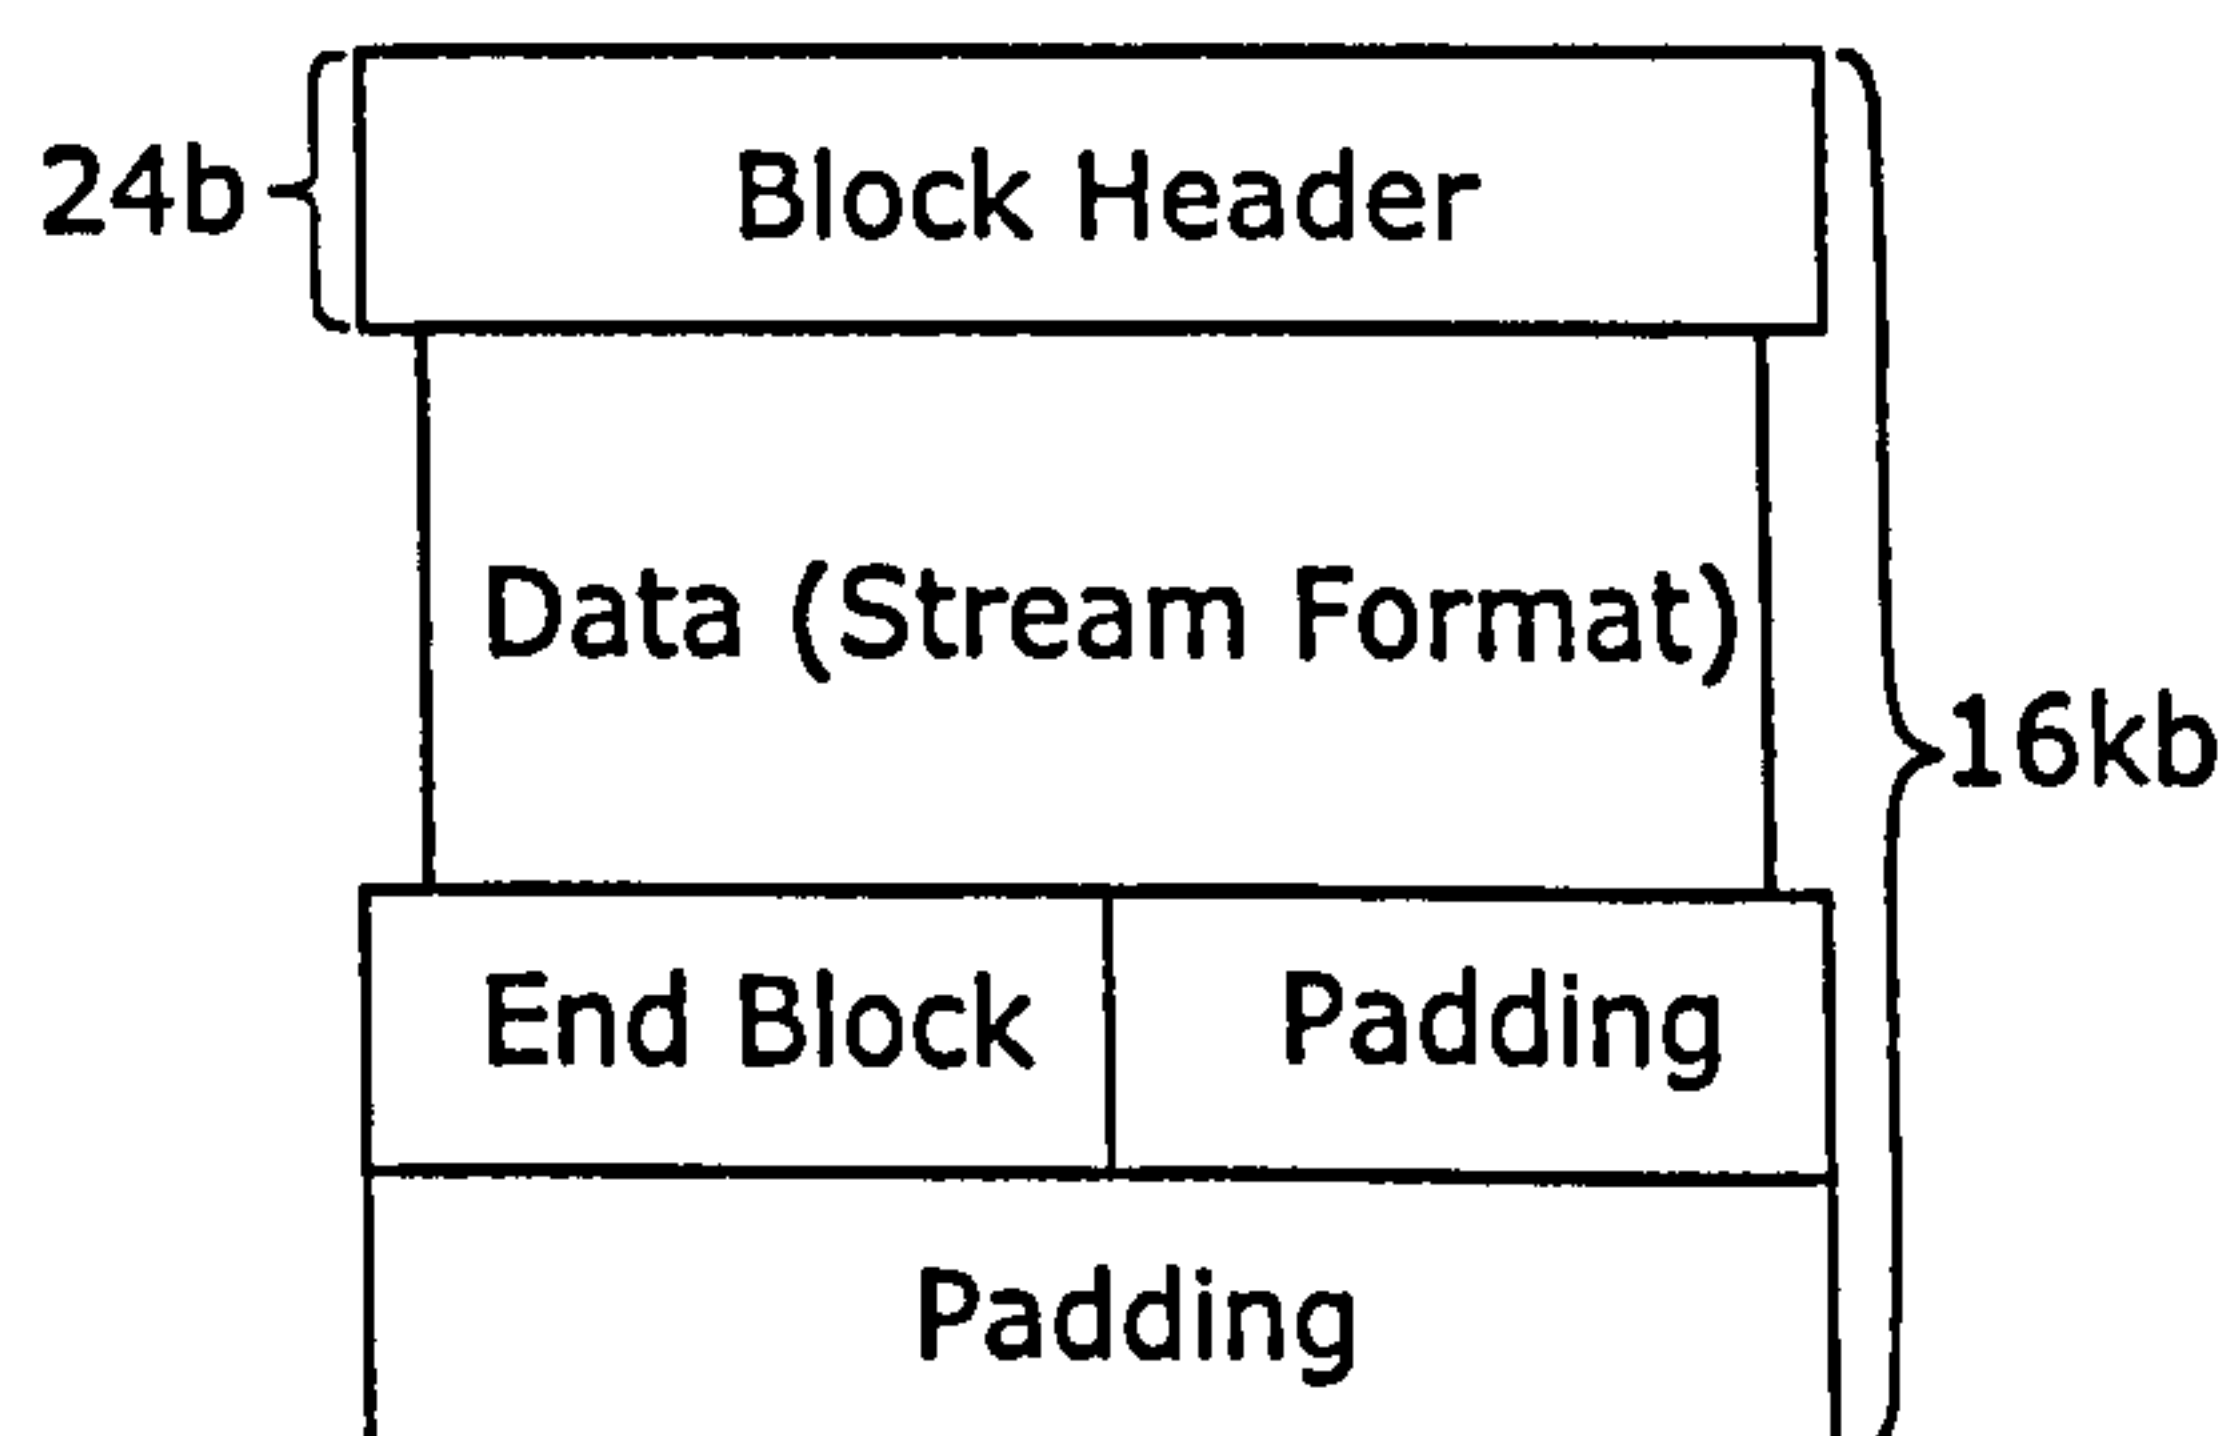 24b
Block Header
Data (Stream Format)
16kb
End Block
Padding
Padding